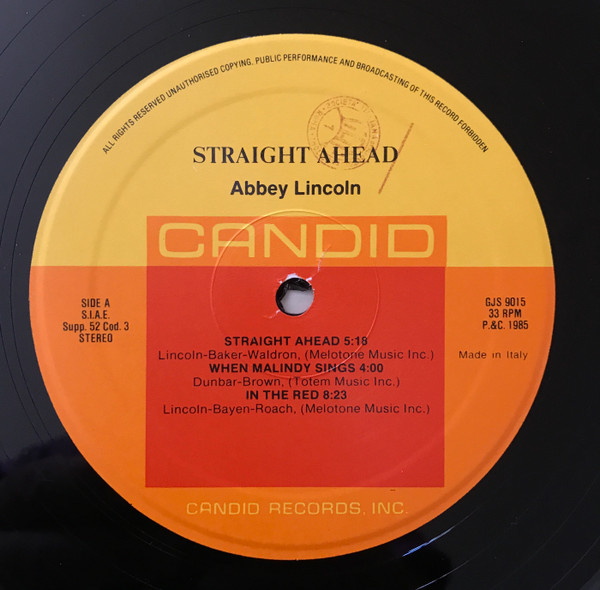 ALL RIGHTS RESERVED UNAUTHORISED COPYING, PUBLIC PERFORMANCE AND BROADCASTING OF THIS RECORD FORBIDDEN
STRAIGHT AHEAD
Abbey Lincoln
CANDID
SIDE A
S.I.A.E.
Supp. 52 Cod. 3
STEREO
GJS 9015
33 RPM
P.&C. 1985
Made in Italy
STRAIGHT AHEAD 5:18
Lincoln-Baker-Waldron, (Melotone Music Inc.)
WHEN MALINDY SINGS 4:00
Dunbar-Brown, (Totem Music Inc.)
IN THE RED 8:23
Lincoln-Bayen-Roach, (Melotone Music Inc.)
CANDID RECORDS, INC.